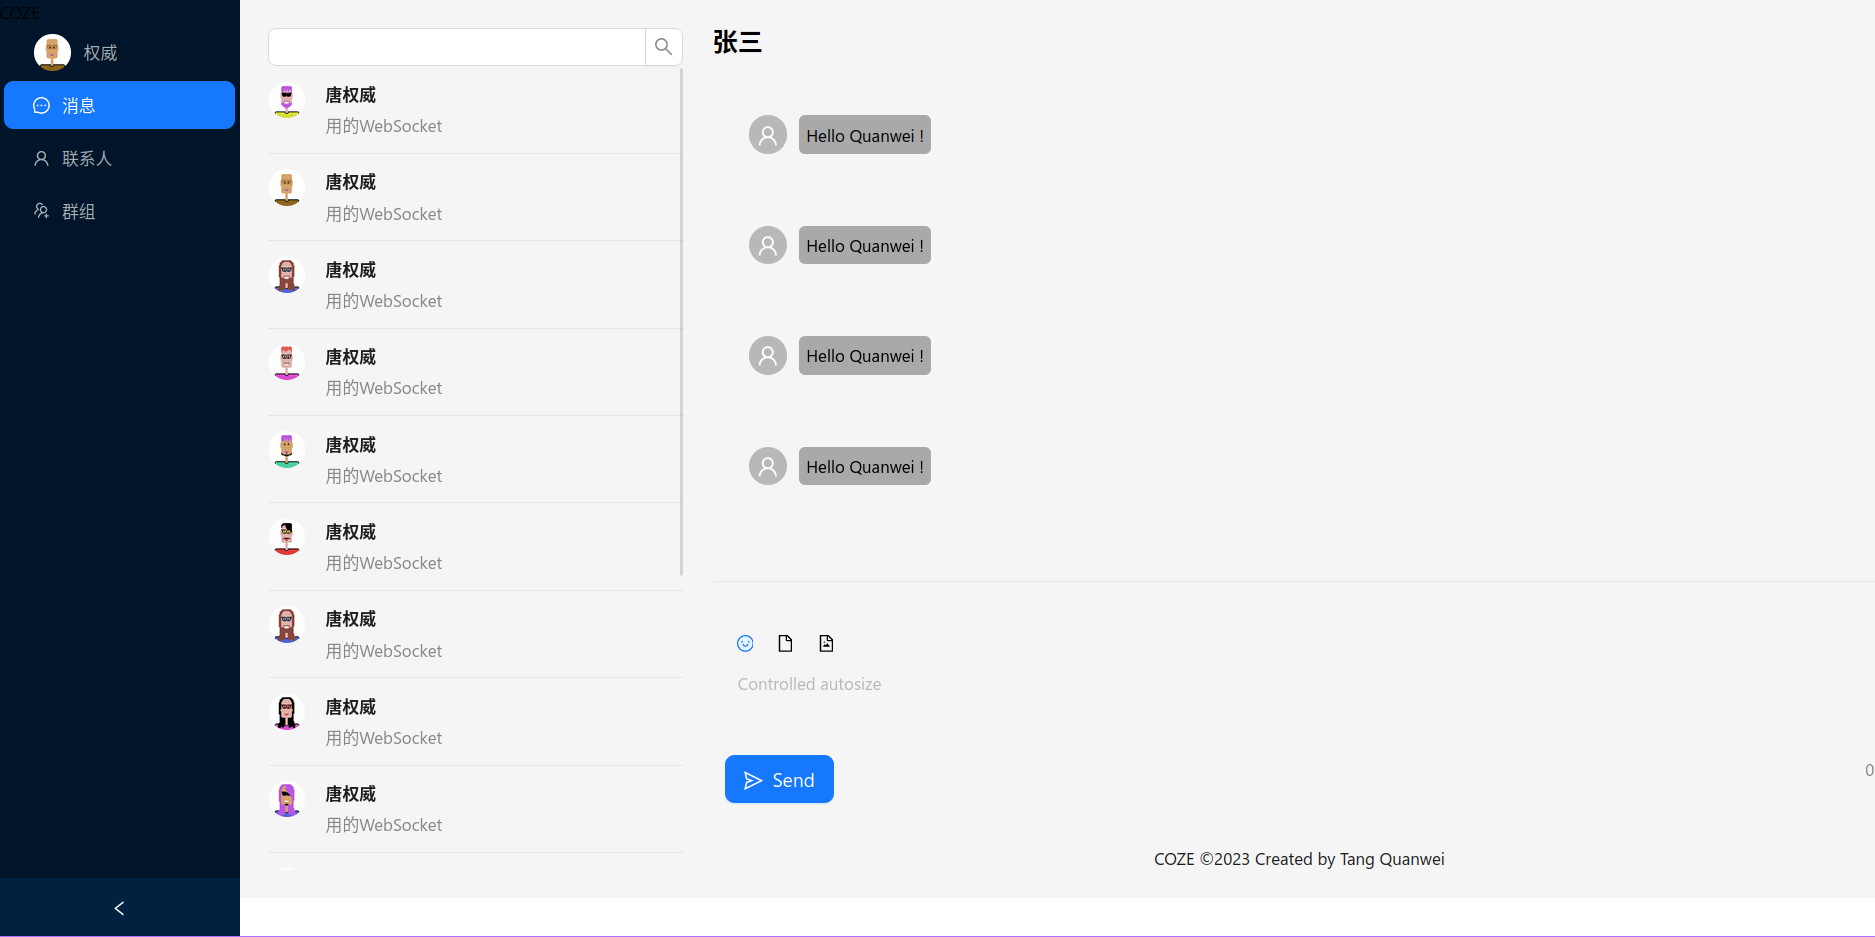 COZE
权威
消息
联系人
群组
唐权威
用的WebSocket
唐权威
用的WebSocket
唐权威
用的WebSocket
唐权威
用的WebSocket
唐权威
用的WebSocket
唐权威
用的WebSocket
唐权威
用的WebSocket
唐权威
用的WebSocket
唐权威
用的WebSocket
张三
Hello Quanwei !
Hello Quanwei !
Hello Quanwei !
Hello Quanwei !
Controlled autosize
Send
0
COZE ©2023 Created by Tang Quanwei